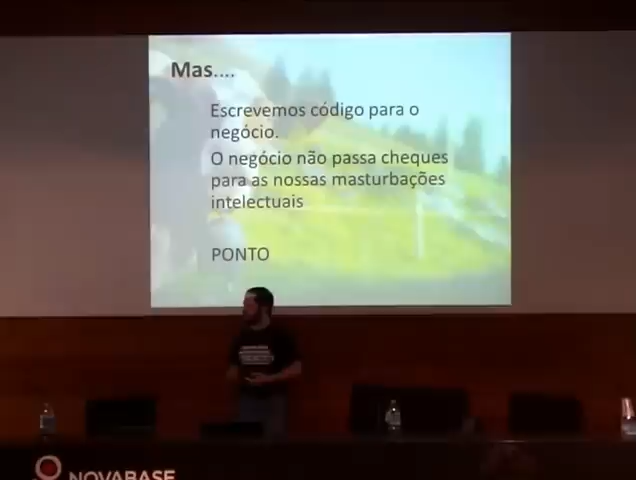 Mas....
Escrevemos código para o
negócio.
O negócio não passa cheques
para as nossas masturbações
intelectuais
PONTO
NOVABASE